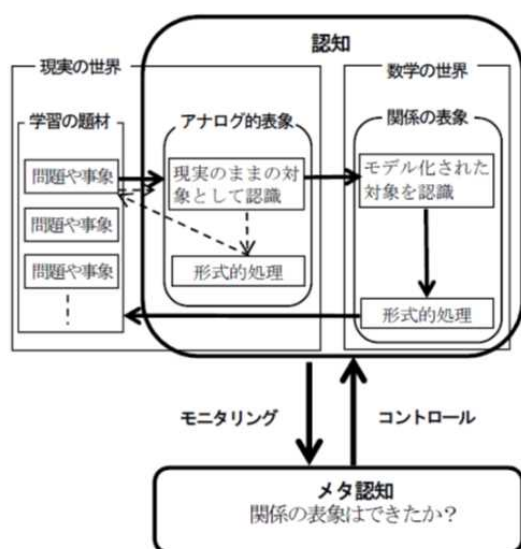 認知
現実の世界
数学の世界
学習の題材
アナログ的表象
関係の表象
問題や事象
現実のままの対
象として認識
モデル化された
対象を認識
問題や事象
問題や事象
形式的処理
形式的処理
モニタリング
コントロール
メタ認知
関係の表象はできたか?